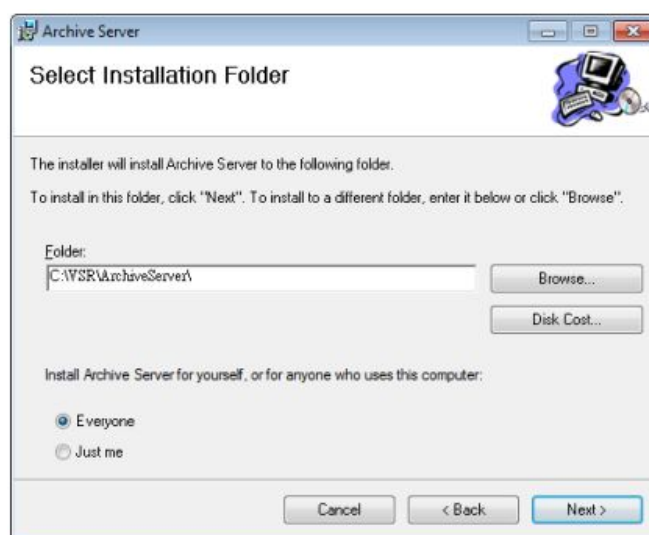 Archive Server
Select Installation Folder
The installer will install Archive Server to the following folder.
To install in this folder, click "Next". To install to a different folder, enter it below or click "Browse".
Folder:
C:\VSR\ArchiveServer\
Browse...
Disk Cost...
Install Archive Server for yourself, or for anyone who uses this computer:
Everyone
Just me
Cancel
< Back
Next >